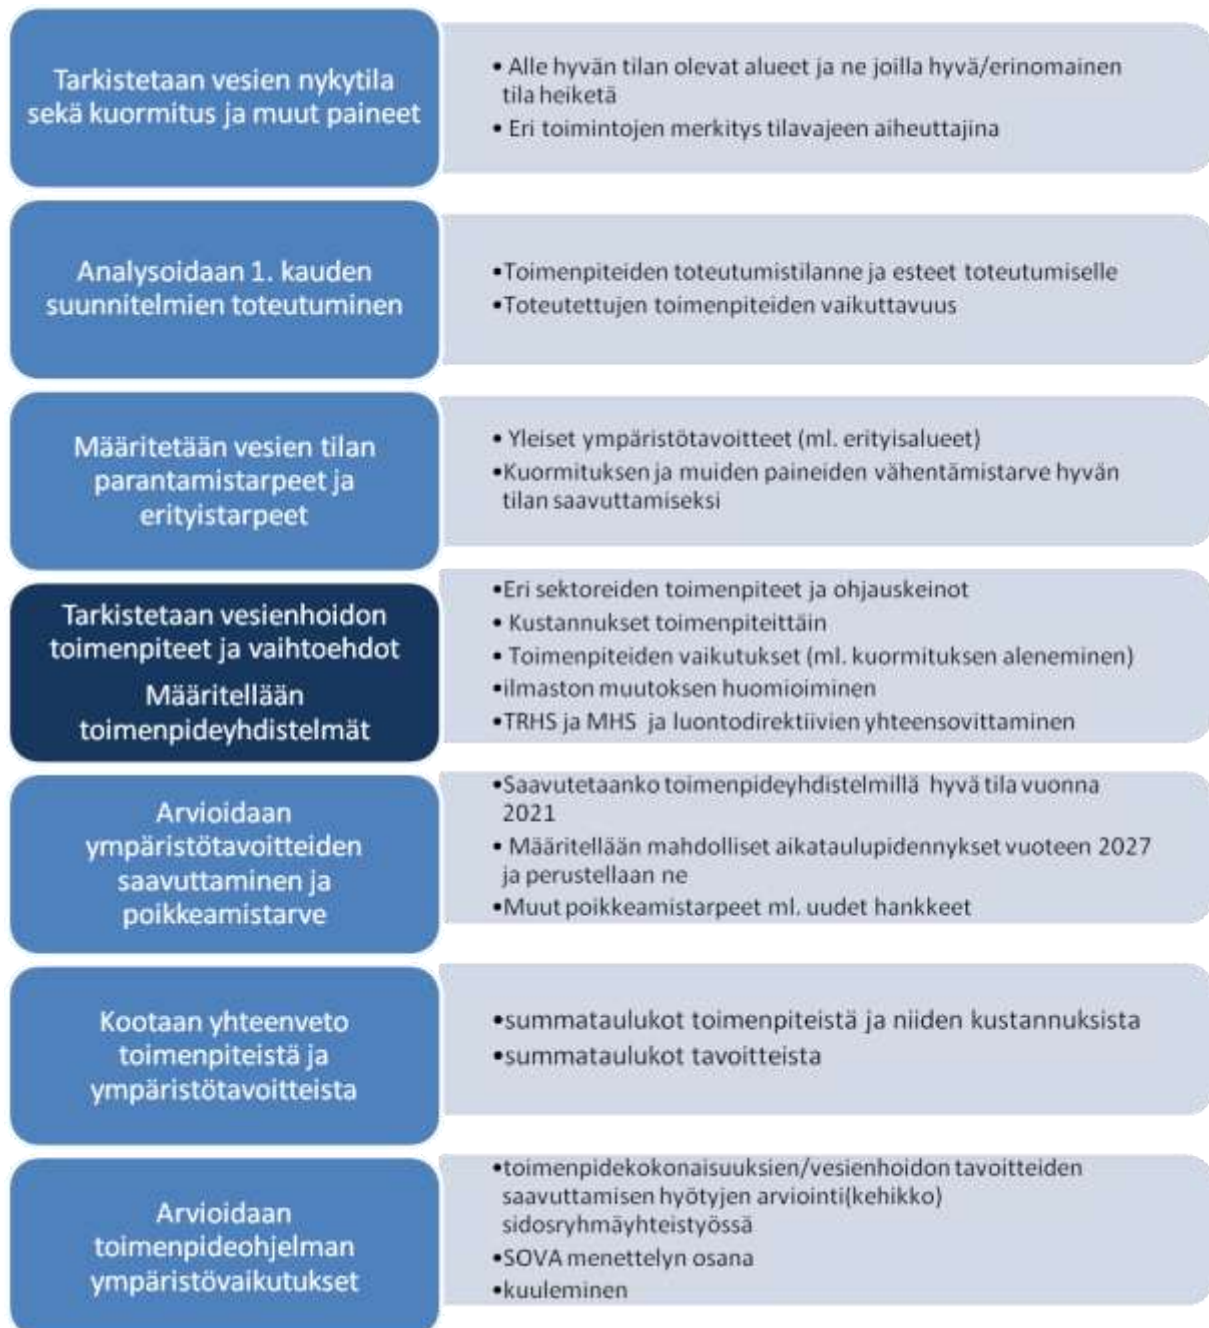 Tarkistetaan vesien nykytila
sekä kuormitus ja muut paineet
• Alle hyvän tilan olevat alueet ja ne joilla hyvä/erinomainen
tila heiketä
• Eri toimintojen merkitys tilavajeen aiheuttajina
Analysoidaan 1. kauden
suunnitelmien toteutuminen
•Toimenpiteiden toteutumistilanne ja esteet toteutumiselle
•Toteutettujen toimenpiteiden vaikuttavuus
Määritetään vesien tilan
parantamistarpeet ja
erityistarpeet
• Yleiset ympäristötavoitteet (ml. erityisalueet)
•Kuormituksen ja muiden paineiden vähentämistarve hyvän
tilan saavuttamiseksi
Tarkistetaan vesienhoidon
toimenpiteet ja vaihtoehdot
Määritellään
toimenpideyhdistelmät
•Eri sektoreiden toimenpiteet ja ohjauskeinot
• Kustannukset toimenpiteittäin
• Toimenpiteiden vaikutukset (ml. kuormituksen aleneminen)
•ilmaston muutoksen huomioiminen
•TRHS ja MHS ja luontodirektiivien yhteensovittaminen
Arvioidaan
ympäristötavoitteiden
saavuttaminen ja
poikkeamistarve
•Saavutetaanko toimenpideyhdistelmillä hyvä tila vuonna
2021
• Määritellään mahdolliset aikataulupidennykset vuoteen 2027
ja perustellaan ne
•Muut poikkeamistarpeet ml. uudet hankkeet
Kootaan yhteenveto
toimenpiteistä ja
ympäristötavoitteista
•summataulukot toimenpiteistä ja niiden kustannuksista
•summataulukot tavoitteista
Arvioidaan
toimenpideohjelman
ympäristövaikutukset
•toimenpidekokonaisuuksien/vesienhoidon tavoitteiden
saavuttamisen hyötyjen arviointi(kehikko)
sidosryhmäyhteistyössä
•SOVA menettelyn osana
•kuuleminen